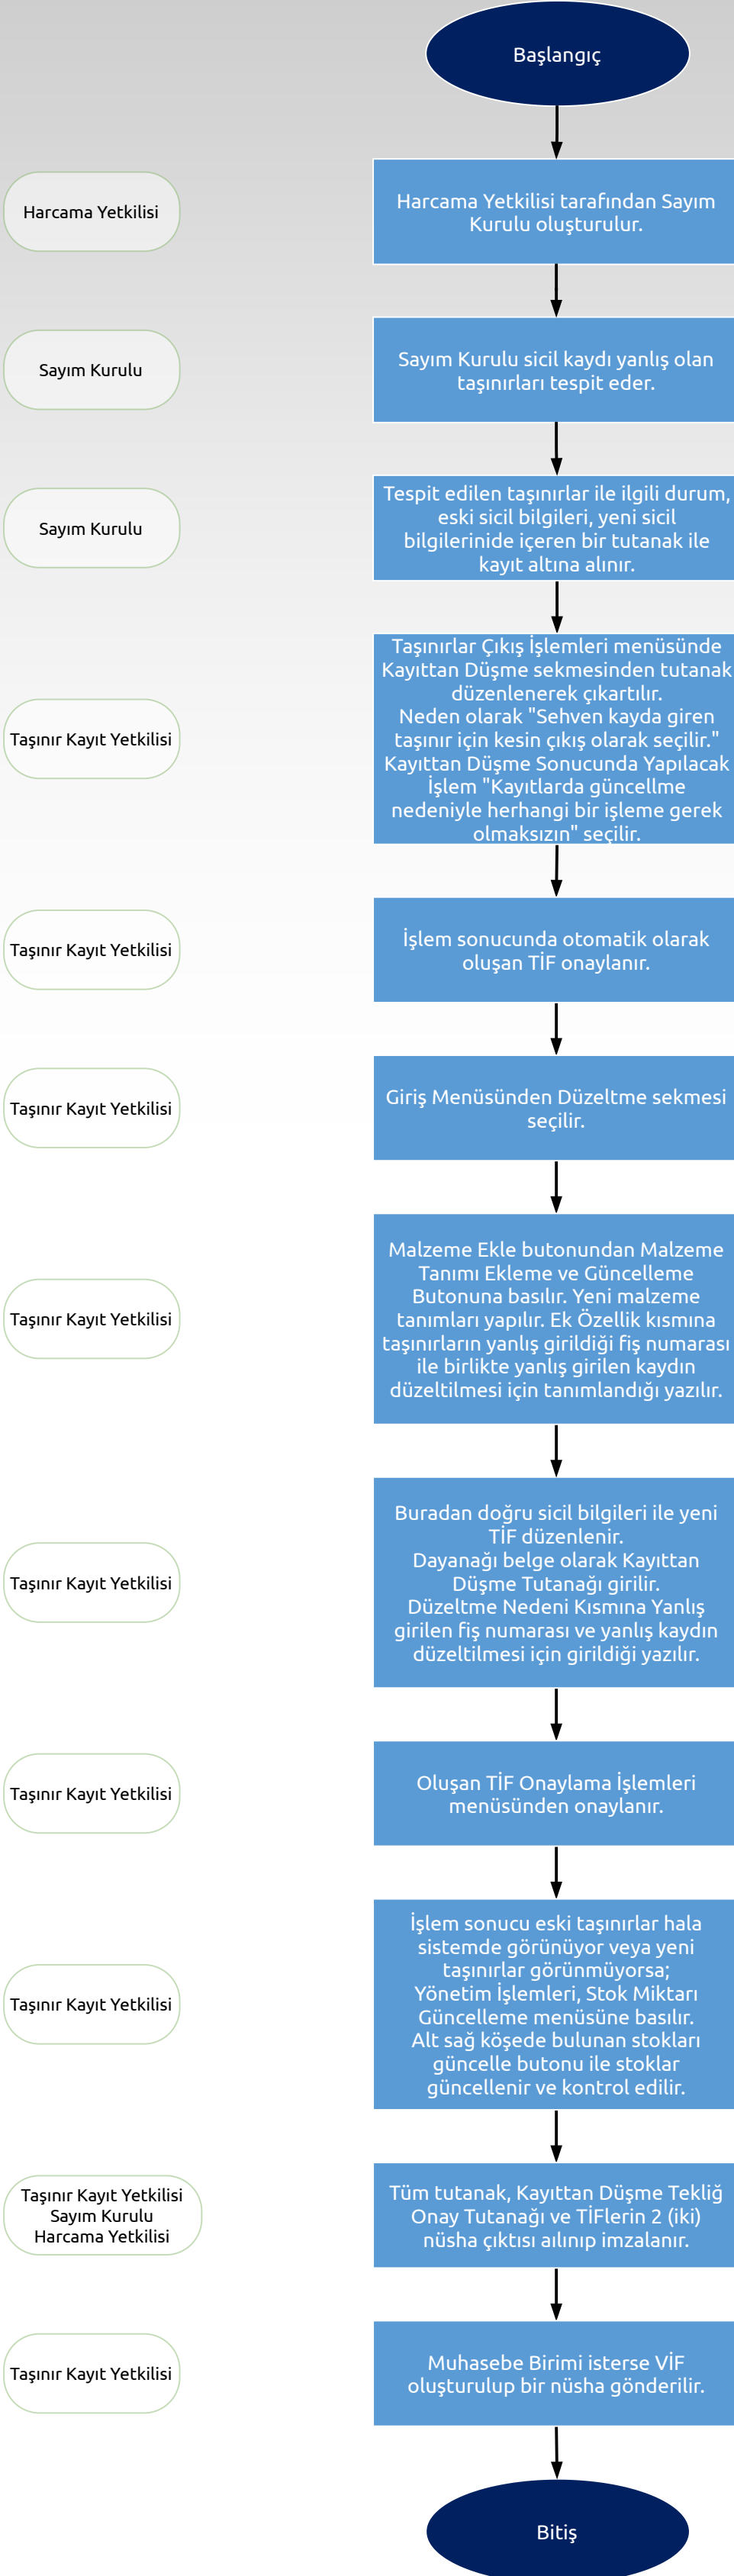 Başlangıç
Harcama Yetkilisi
Harcama Yetkilisi tarafından Sayım
Kurulu oluşturulur.
Sayım Kurulu
Sayım Kurulu sicil kaydı yanlış olan
taşınırları tespit eder.
Sayım Kurulu
Tespit edilen taşınırlar ile ilgili durum,
eski sicil bilgileri, yeni sicil
bilgilerinide içeren bir tutanak ile
kayıt altına alınır.
Taşınır Kayıt Yetkilisi
Taşınırlar Çıkış İşlemleri menüsünde
Kayıttan Düşme sekmesinden tutanak
düzenlenerek çıkartılır.
Neden olarak "Sehven kayda giren
taşınır için kesin çıkış olarak seçilir."
Kayıttan Düşme Sonucunda Yapılacak
İşlem "Kayıtlarda güncellme
nedeniyle herhangi bir işleme gerek
olmaksızın" seçilir.
Taşınır Kayıt Yetkilisi
İşlem sonucunda otomatik olarak
oluşan TİF onaylanır.
Taşınır Kayıt Yetkilisi
Giriş Menüsünden Düzeltme sekmesi
seçilir.
Taşınır Kayıt Yetkilisi
Malzeme Ekle butonundan Malzeme
Tanımı Ekleme ve Güncelleme
Butonuna basılır. Yeni malzeme
tanımları yapılır. Ek Özellik kısmına
taşınırların yanlış girildiği fiş numarası
ile birlikte yanlış girilen kaydın
düzeltilmesi için tanımlandığı yazılır.
Taşınır Kayıt Yetkilisi
Buradan doğru sicil bilgileri ile yeni
TİF düzenlenir.
Dayanağı belge olarak Kayıttan
Düşme Tutanağı girilir.
Düzeltme Nedeni Kısmına Yanlış
girilen fiş numarası ve yanlış kaydın
düzeltilmesi için girildiği yazılır.
Taşınır Kayıt Yetkilisi
Oluşan TİF Onaylama İşlemleri
menüsünden onaylanır.
Taşınır Kayıt Yetkilisi
İşlem sonucu eski taşınırlar hala
sistemde görünüyor veya yeni
taşınırlar görünmüyorsa;
Yönetim İşlemleri, Stok Miktarı
Güncelleme menüsüne basılır.
Alt sağ köşede bulunan stokları
güncelle butonu ile stoklar
güncellenir ve kontrol edilir.
Taşınır Kayıt Yetkilisi
Sayım Kurulu
Harcama Yetkilisi
Tüm tutanak, Kayıttan Düşme Tekliğ
Onay Tutanağı ve TİFlerin 2 (iki)
nüsha çıktısı aılınıp imzalanır.
Taşınır Kayıt Yetkilisi
Muhasebe Birimi isterse VİF
oluşturulup bir nüsha gönderilir.
Bitiş